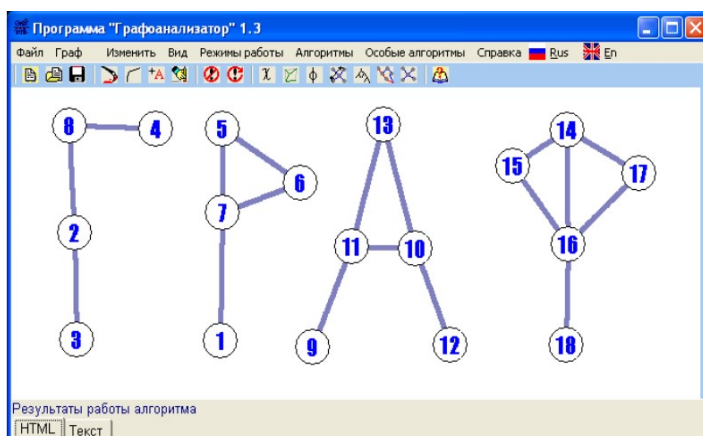 Программа "Графоанализатор" 1.3
Файл Граф Изменить Вид Режимы работы Алгоритмы Особые алгоритмы Справка Rus En
8 4 5 13 14
6 15 17
2 7 11 10 16
3 1 9 12 18
Результаты работы алгоритма
HTML Текст